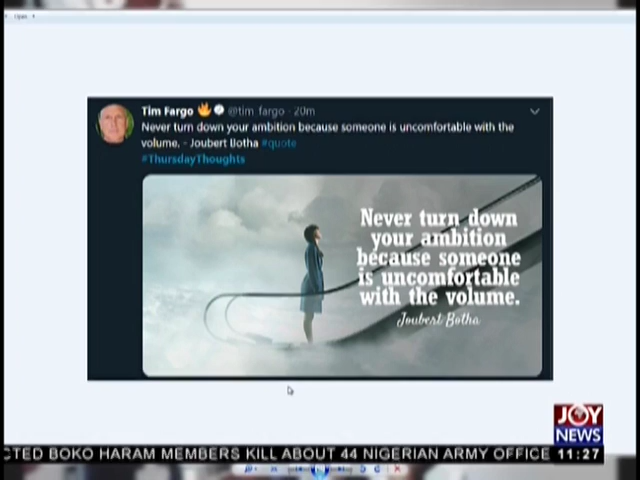 Tim Fargo @tim_fargo · 20m
Never turn down your ambition because someone is uncomfortable with the
volume. - Joubert Botha #quote
#ThursdayThoughts
Never turn down
your ambition
because someone
is uncomfortable
with the volume.
Joubert Botha
JOY
NEWS
CTED BOKO HARAM MEMBERS KILL ABOUT 44 NIGERIAN ARMY OFFICE 11:27